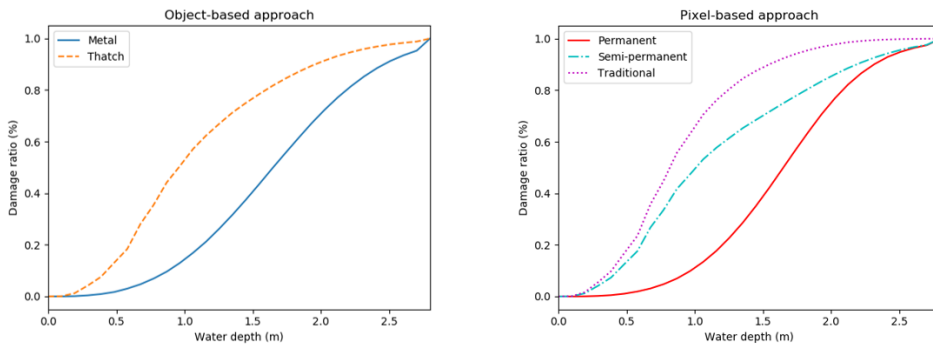 Object-based approach
Metal
Thatch
1.0
0.8
0.6
0.4
0.2
0.0
Damage ratio (%)
0.0 0.5 1.0 1.5 2.0 2.5
Water depth (m)
Pixel-based approach
Permanent
Semi-permanent
Traditional
1.0
0.8
0.6
0.4
0.2
0.0
Damage ratio (%)
0.0 0.5 1.0 1.5 2.0 2.5
Water depth (m)